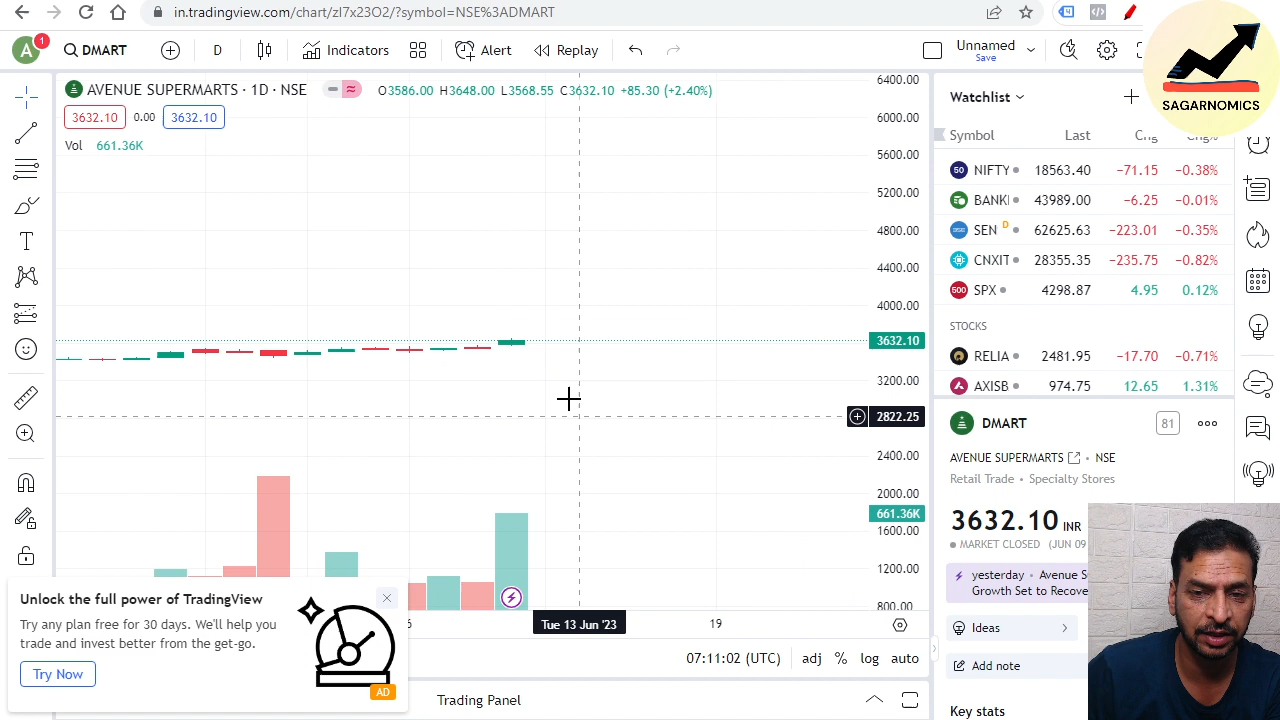 in.tradingview.com/chart/zl7x23O2/?symbol=NSE%3ADMART
A 1 DMART D Indicators Alert Replay Unnamed
Save
SAGARNOMICS
AVENUE SUPERMARTS · 1D · NSE O3586.00 H3648.00 L3568.55 C3632.10 +85.30 (+2.40%)
3632.10 0.00 3632.10
Vol 661.36K
6400.00
6000.00
5600.00
5200.00
4800.00
4400.00
4000.00
3632.10
3200.00
2822.25
2400.00
2000.00
661.36K
1600.00
1200.00
800.00
6 Tue 13 Jun '23 19
07:11:02 (UTC) adj % log auto
Trading Panel
Unlock the full power of TradingView
Try any plan free for 30 days. We'll help you
trade and invest better from the get-go.
Try Now
AD
Watchlist
Symbol Last Chg Chg%
50 NIFTY 18563.40 −71.15 −0.38%
BANKI 43989.00 −6.25 −0.01%
SEN D 62625.63 −223.01 −0.35%
CNXIT 28355.35 −235.75 −0.82%
500 SPX 4298.87 4.95 0.12%
STOCKS
RELIA 2481.95 −17.70 −0.71%
AXISB 974.75 12.65 1.31%
DMART 81
AVENUE SUPERMARTS • NSE
Retail Trade • Specialty Stores
3632.10 INR
MARKET CLOSED (JUN 09
yesterday • Avenue S
Growth Set to Recove
Ideas
Add note
Key stats